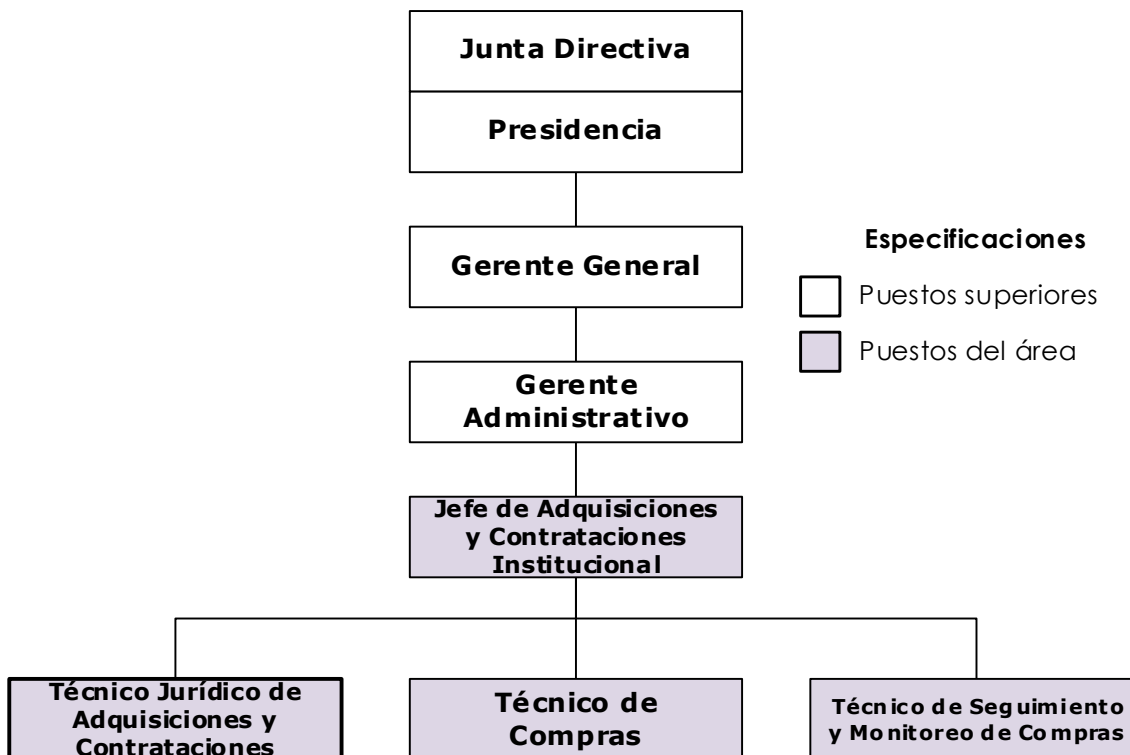 Junta Directiva
Presidencia
Gerente General
Especificaciones
Puestos superiores
Puestos del área
Gerente
Administrativo
Jefe de Adquisiciones
y Contrataciones
Institucional
Técnico Jurídico de
Adquisiciones y
Contrataciones
Técnico de
Compras
Técnico de Seguimiento
y Monitoreo de Compras